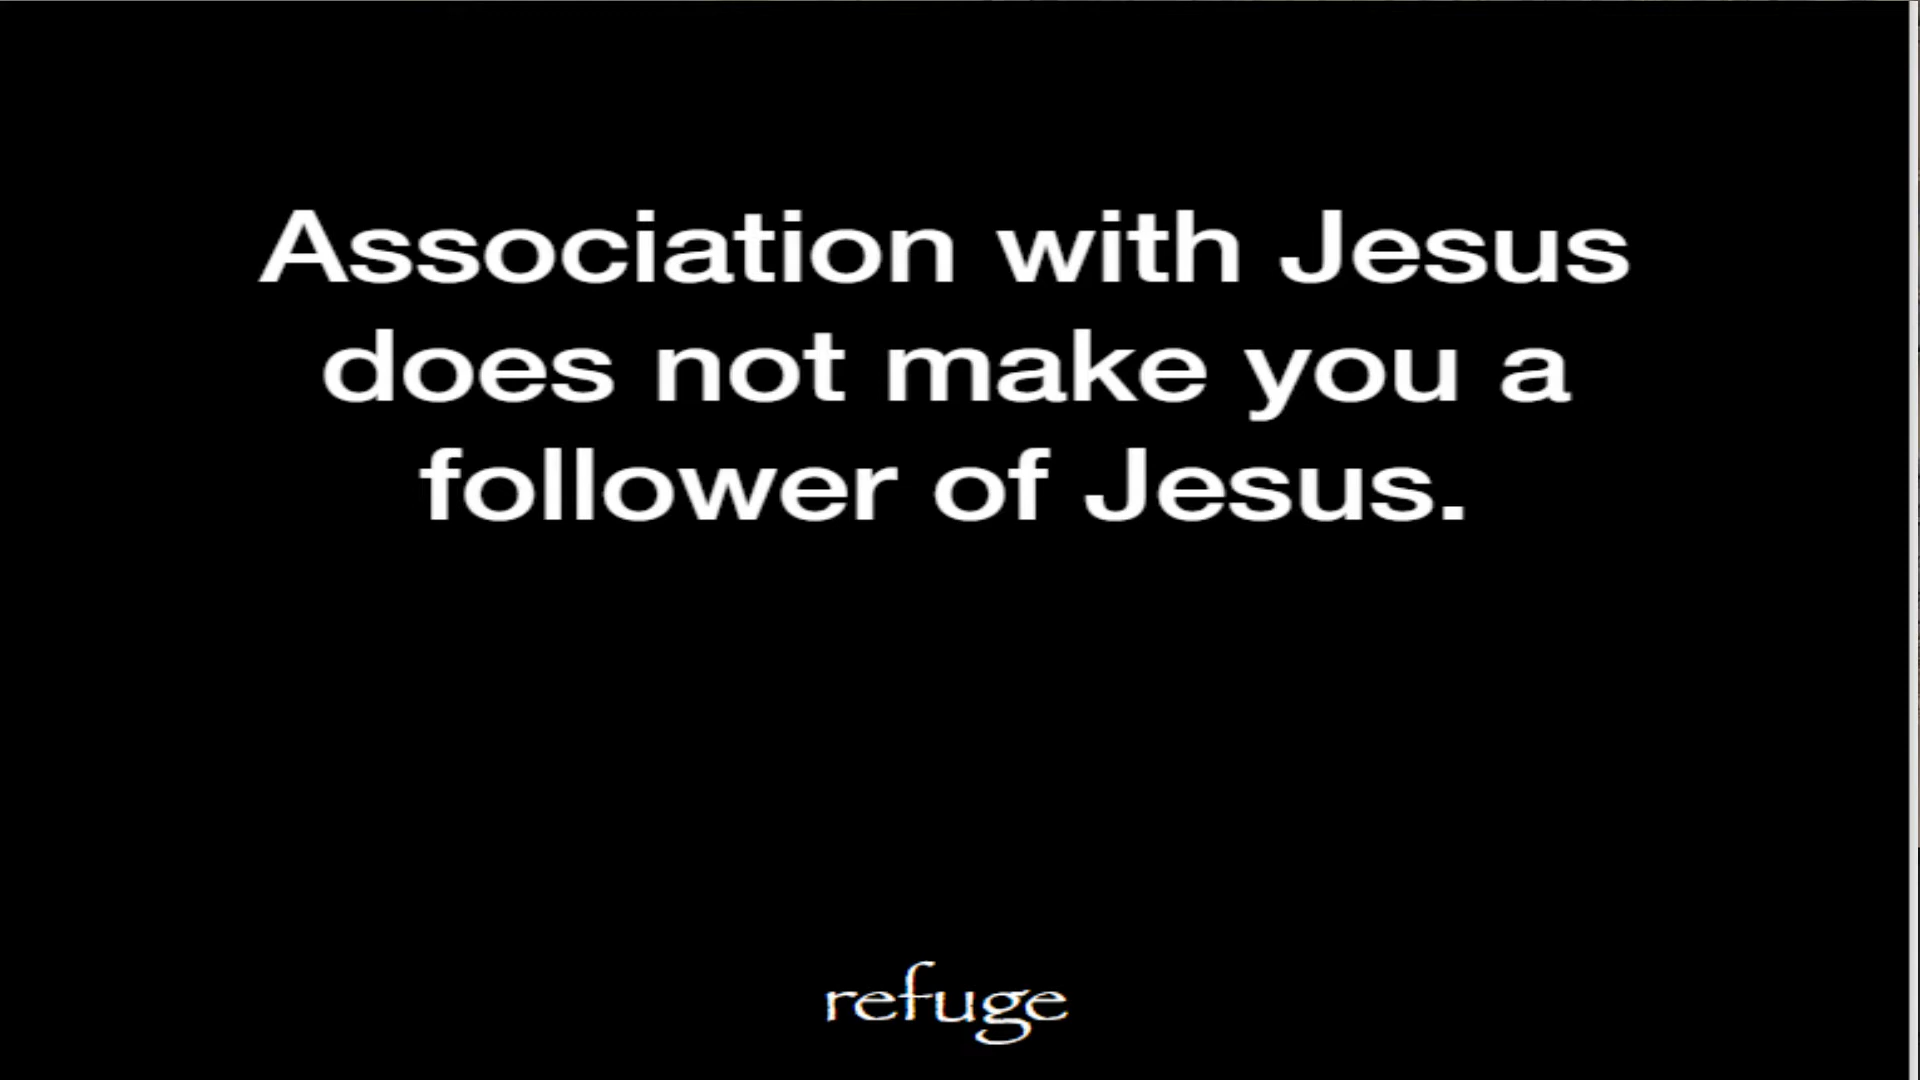 Association with Jesus
does not make you a
follower of Jesus.
refuge